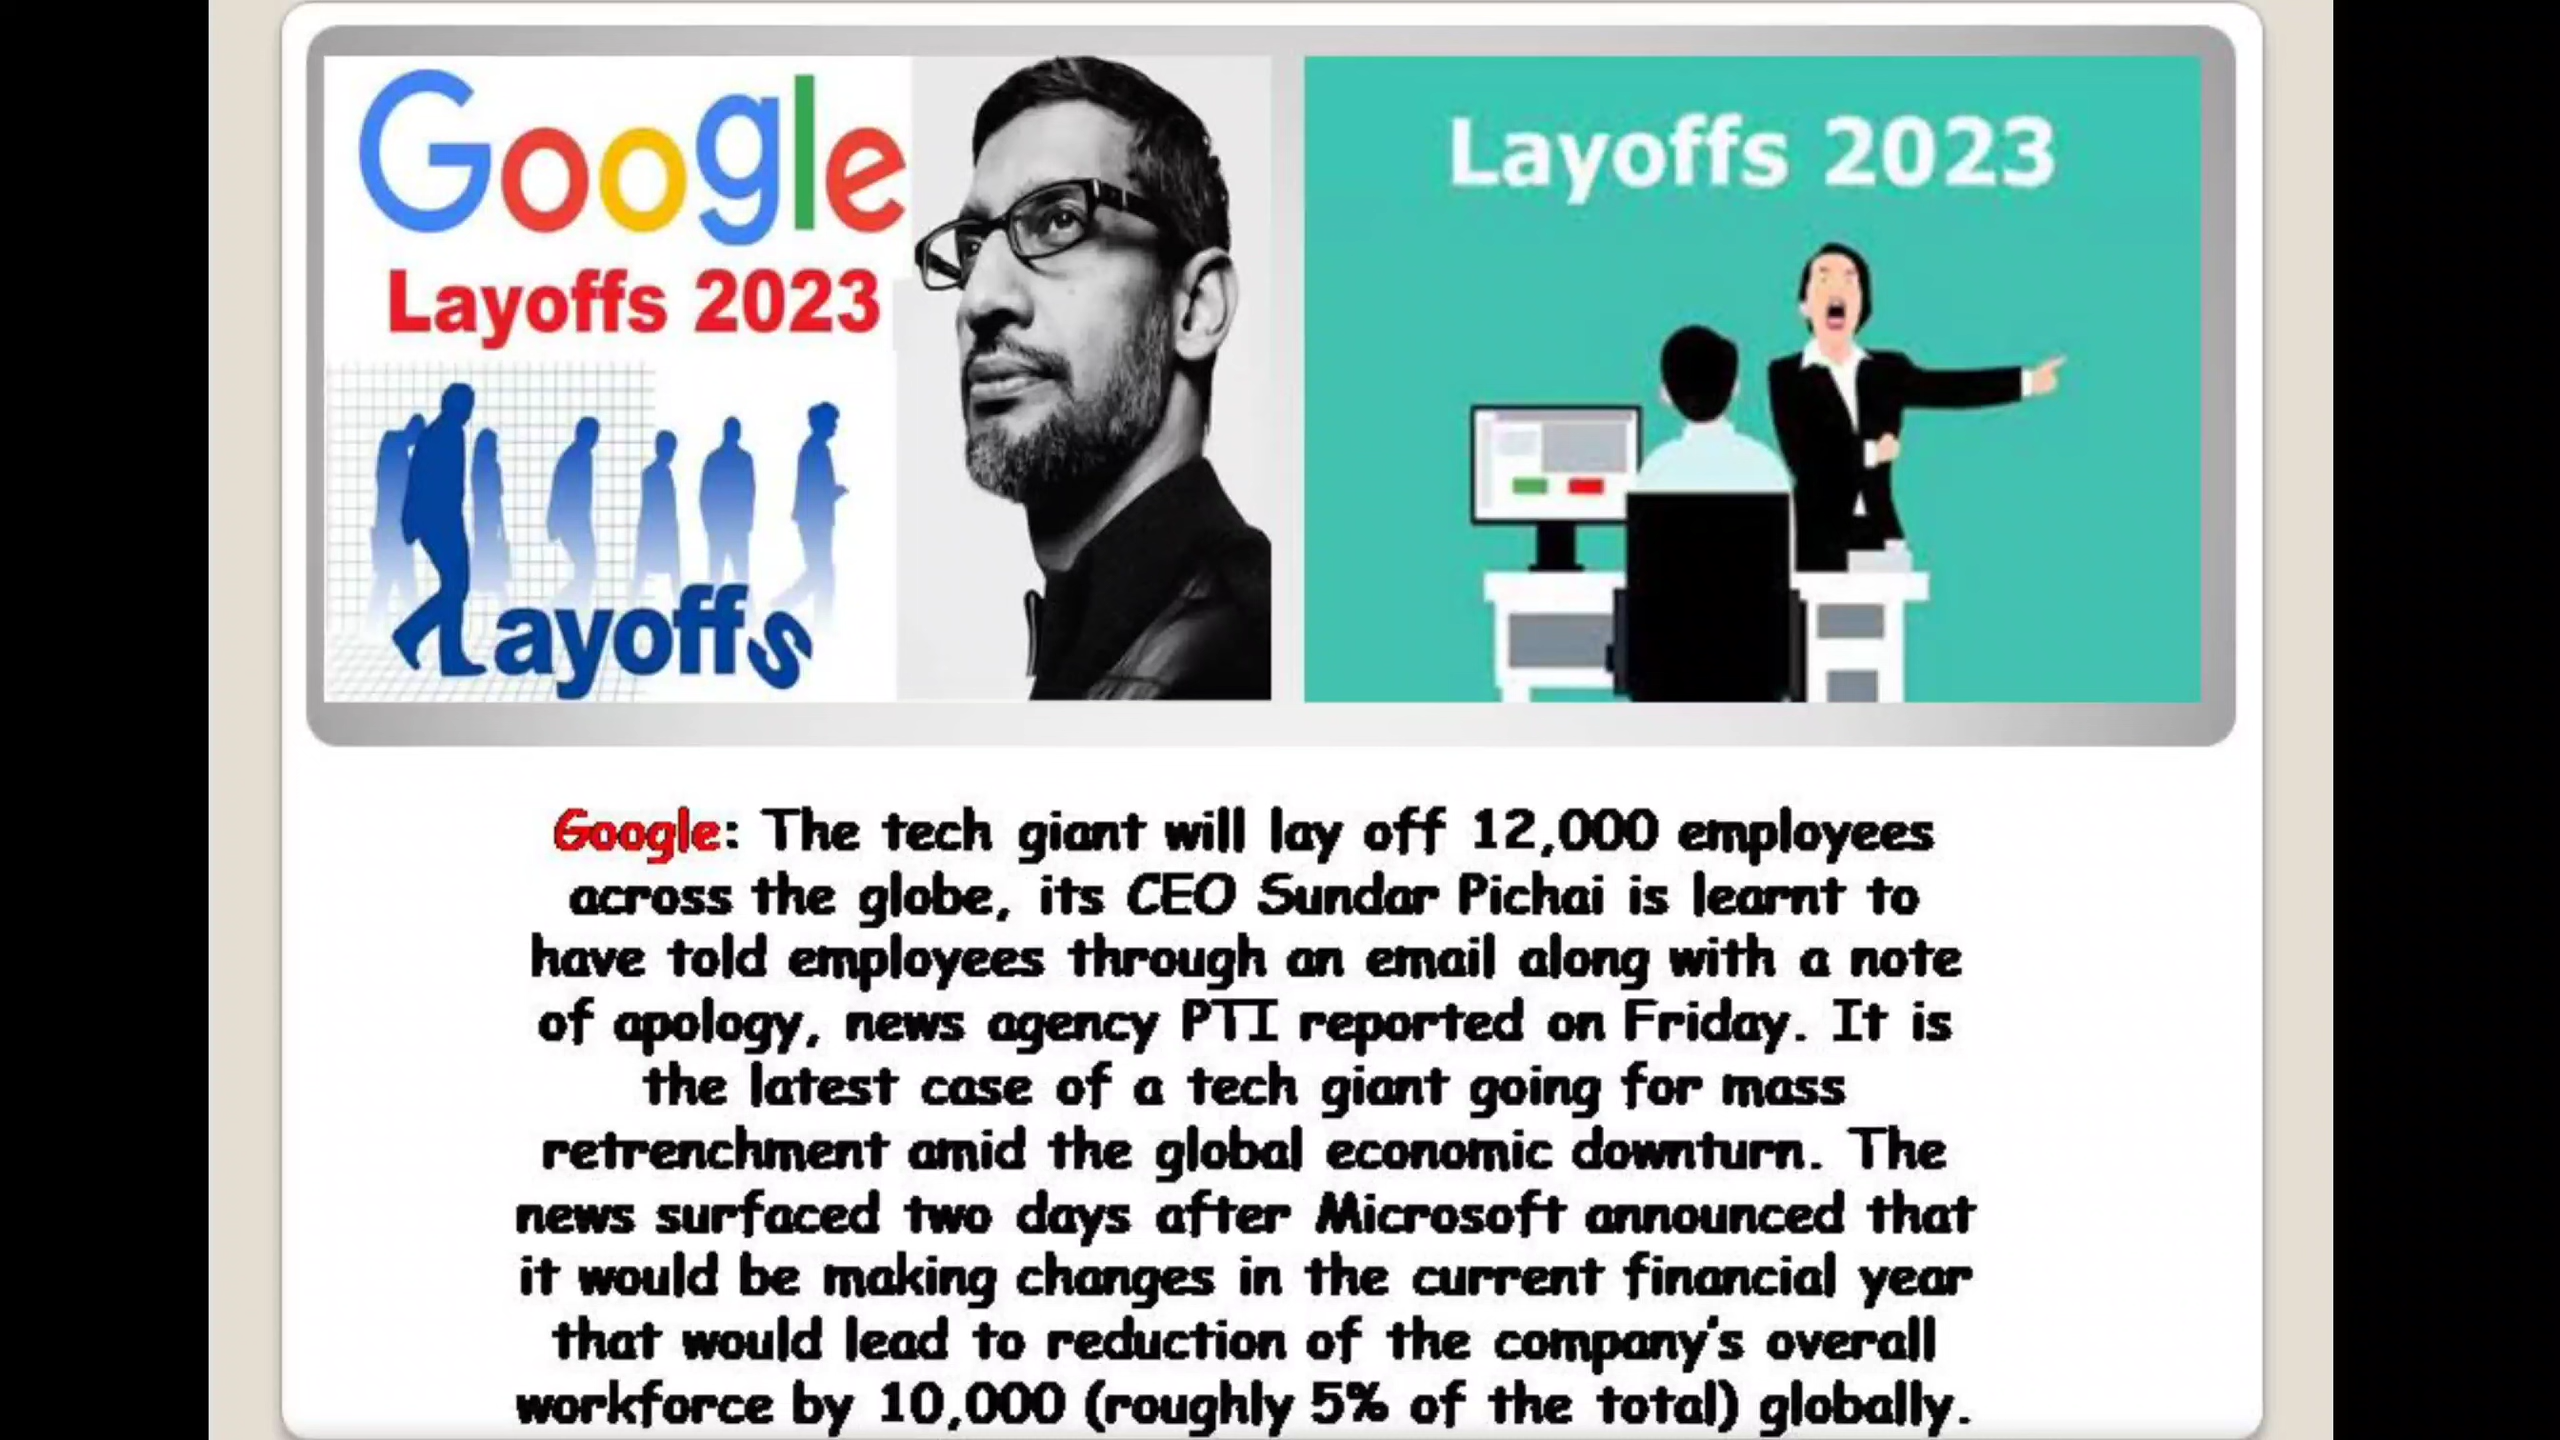 Google
Layoffs 2023
Layoffs
Layoffs 2023
Google: The tech giant will lay off 12,000 employees
across the globe, its CEO Sundar Pichai is learnt to
have told employees through an email along with a note
of apology, news agency PTI reported on Friday. It is
the latest case of a tech giant going for mass
retrenchment amid the global economic downturn. The
news surfaced two days after Microsoft announced that
it would be making changes in the current financial year
that would lead to reduction of the company's overall
workforce by 10,000 (roughly 5% of the total) globally.